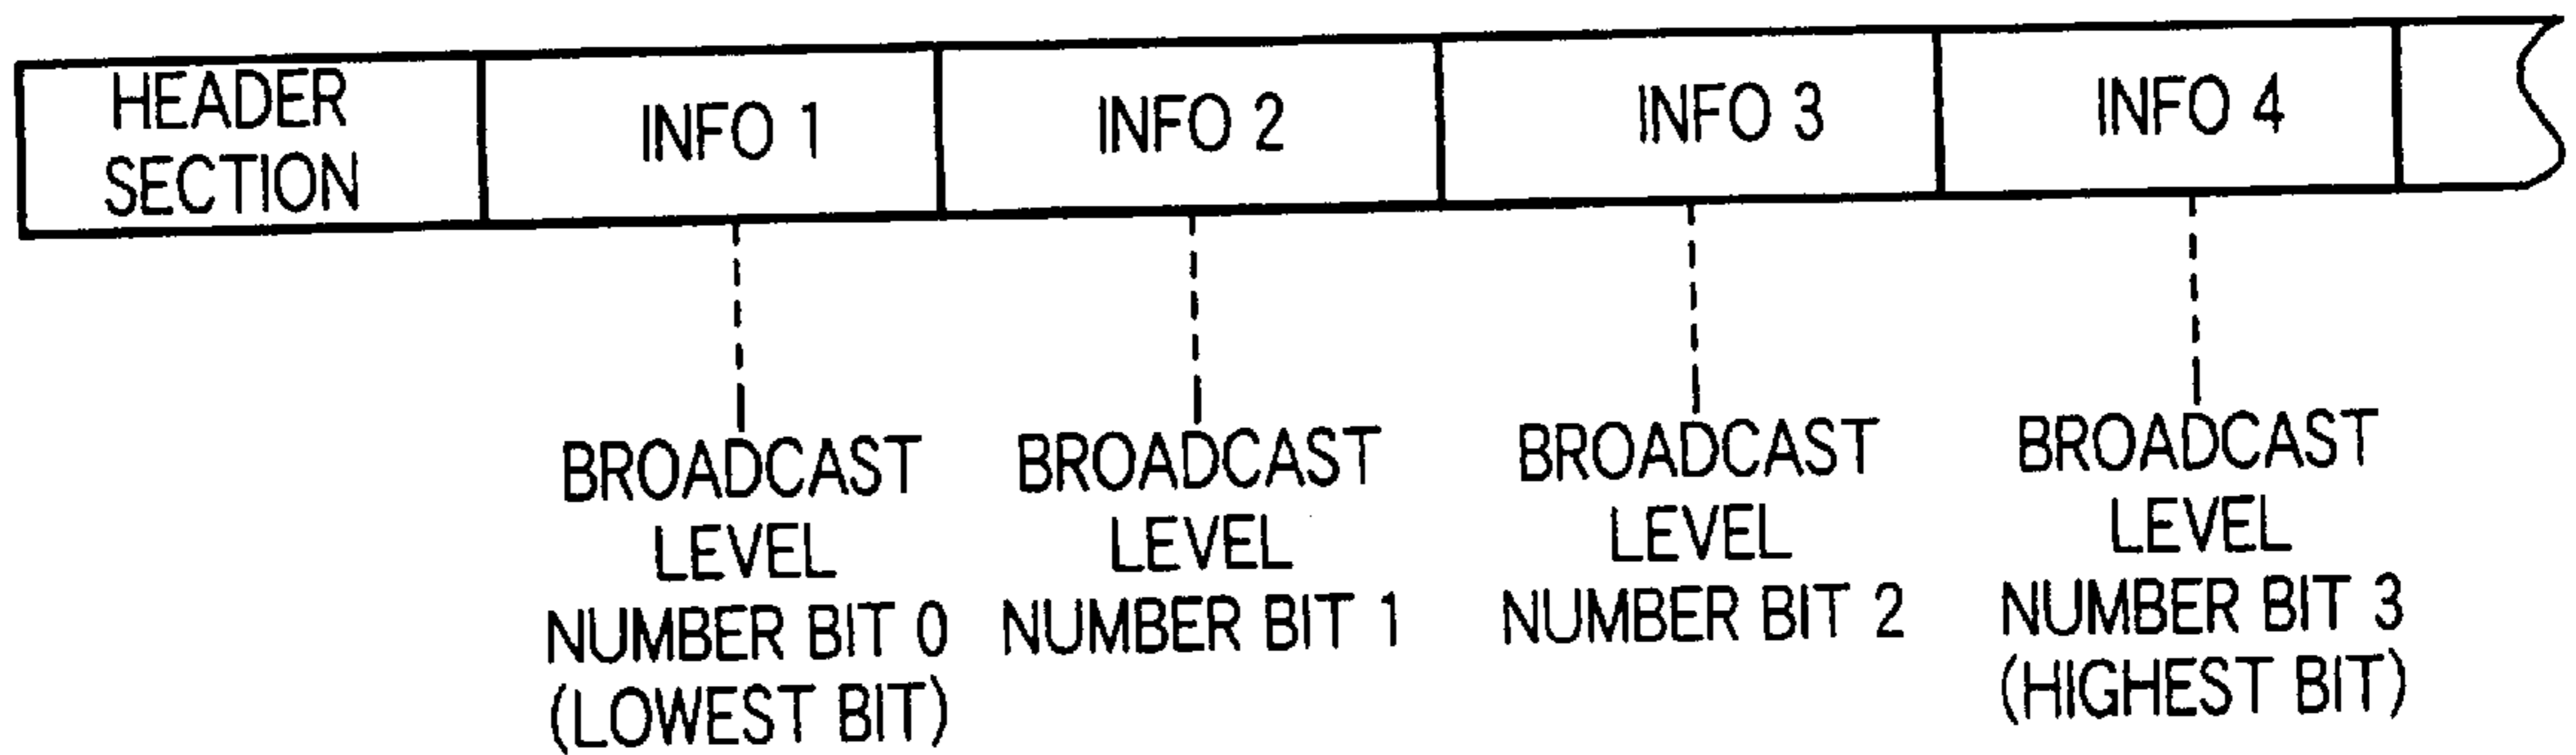 HEADER
SECTION
INFO 1
INFO 2
INFO 3
INFO 4
BROADCAST
LEVEL
NUMBER BIT 0
(LOWEST BIT)
BROADCAST
LEVEL
NUMBER BIT 1
BROADCAST
LEVEL
NUMBER BIT 2
BROADCAST
LEVEL
NUMBER BIT 3
(HIGHEST BIT)